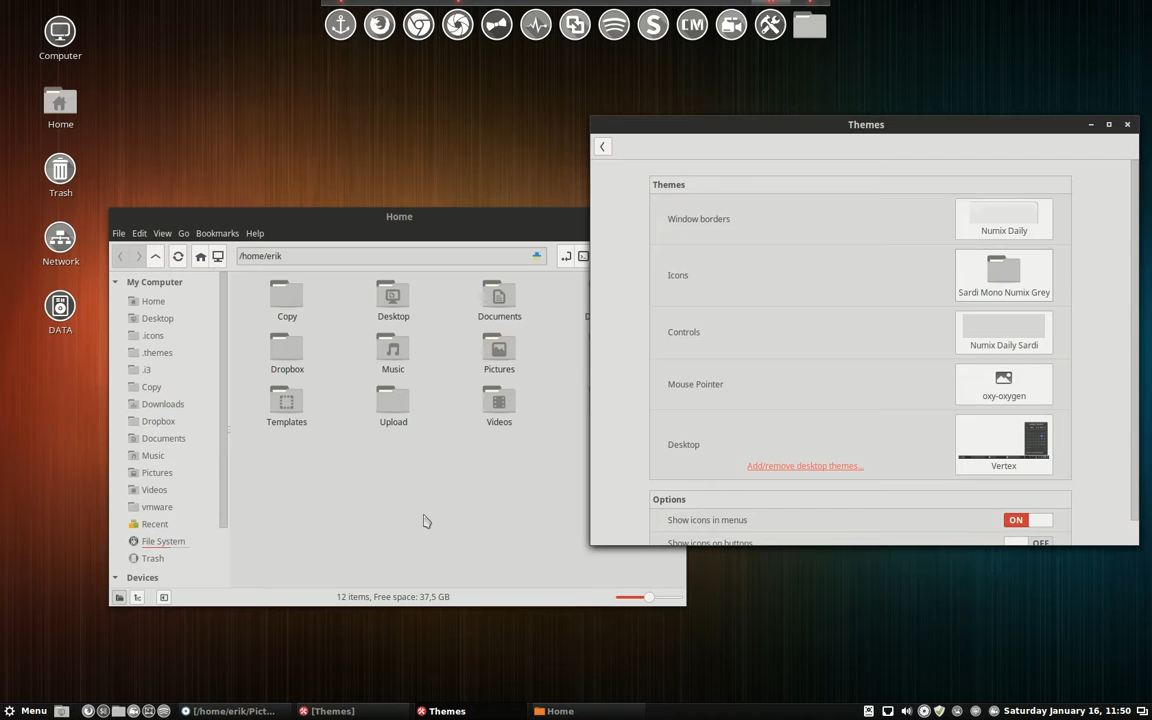 Computer
Home
Trash
Network
DATA
Home
File Edit View Go Bookmarks Help
/home/erik
My Computer
Home
Desktop
.icons
.themes
.i3
Copy
Downloads
Dropbox
Documents
Music
Pictures
Videos
vmware
Recent
File System
Trash
Devices
Copy
Desktop
Documents
D
Dropbox
Music
Pictures
Templates
Upload
Videos
12 items, Free space: 37,5 GB
Themes
Themes
Window borders
Numix Daily
Icons
Sardi Mono Numix Grey
Controls
Numix Daily Sardi
Mouse Pointer
oxy-oxygen
Desktop
Add/remove desktop themes...
Vertex
Options
Show icons in menus
ON
Show icons on buttons
OFF
Menu
[/home/erik/Pict...
[Themes]
Themes
Home
Saturday January 16, 11:50